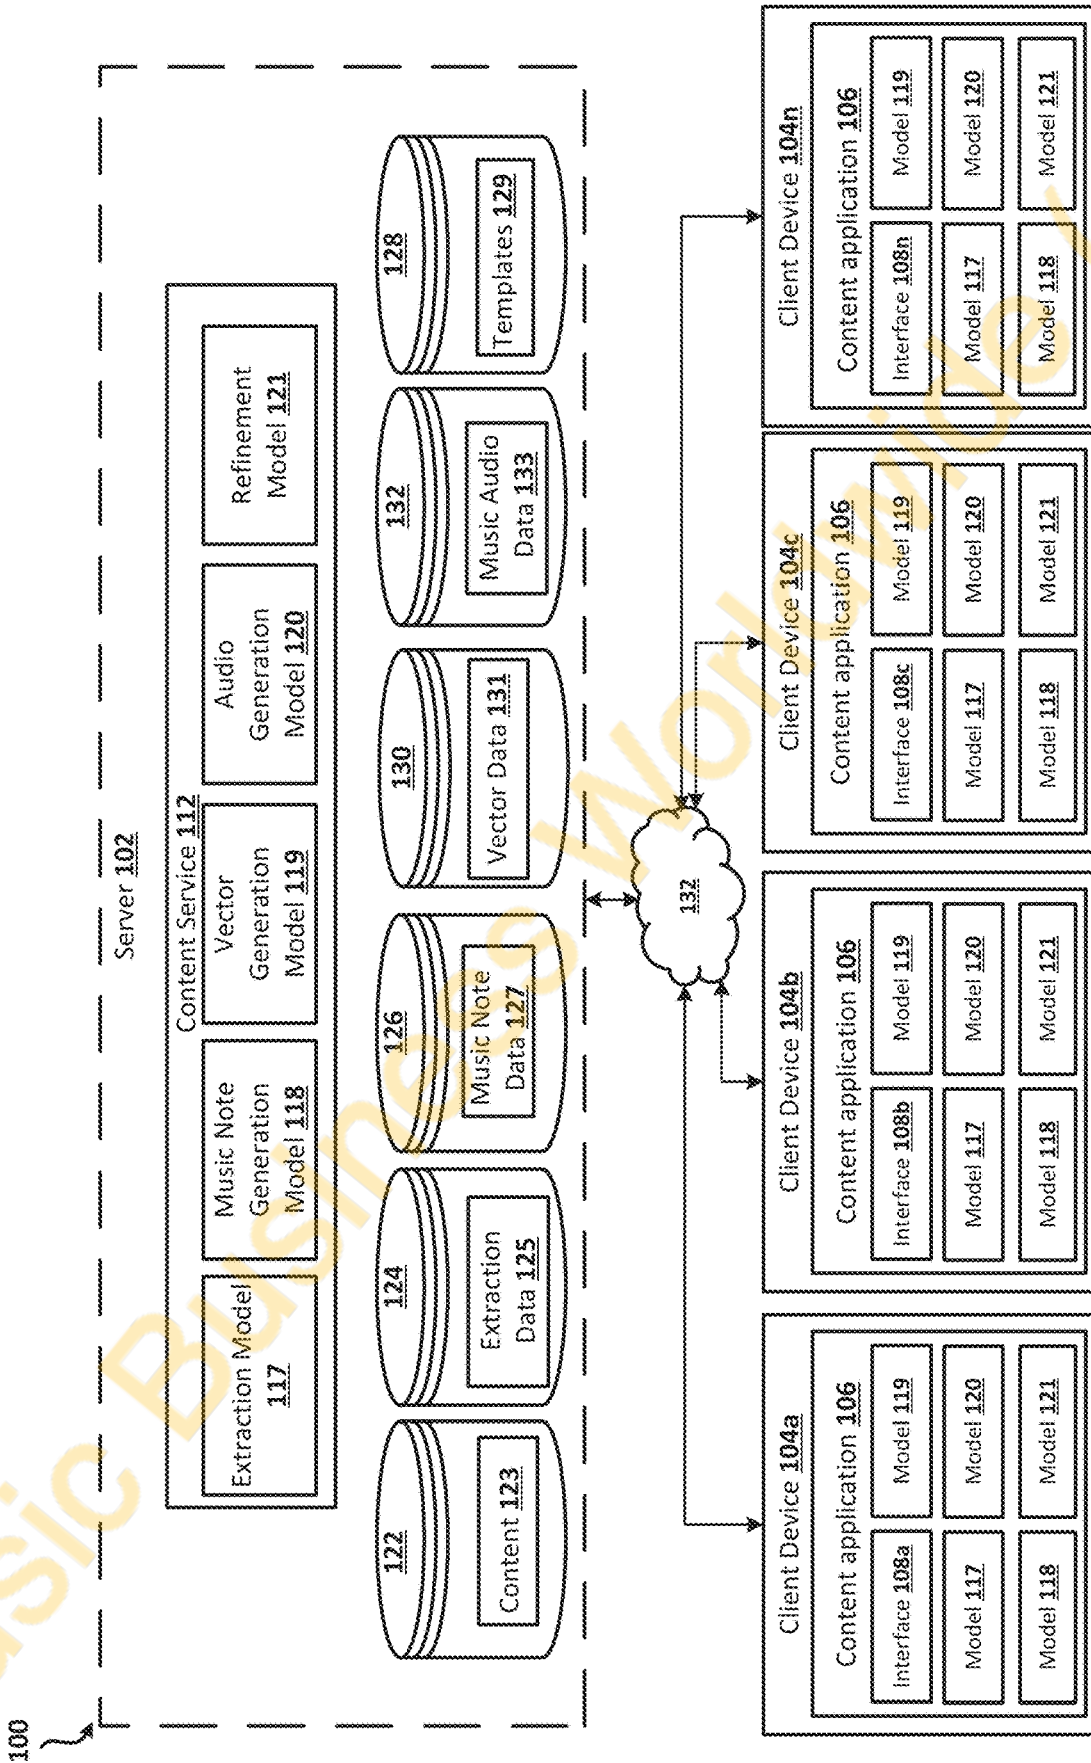 100
Server 102
Content Service 112
Extraction Model
117
Music Note
Generation
Model 118
Vector
Generation
Model 119
Audio
Generation
Model 120
Refinement
Model 121
122
Content 123
124
Extraction
Data 125
126
Music Note
Data 127
130
Vector Data 131
132
Music Audio
Data 133
128
Templates 129
132
Client Device 104a
Content application 106
Interface 108a
Model 119
Model 117
Model 120
Model 118
Model 121
Client Device 104b
Content application 106
Interface 108b
Model 119
Model 117
Model 120
Model 118
Model 121
Client Device 104c
Content application 106
Interface 108c
Model 119
Model 117
Model 120
Model 118
Model 121
Client Device 104n
Content application 106
Interface 108n
Model 119
Model 117
Model 120
Model 118
Model 121
usic Business Worldwide